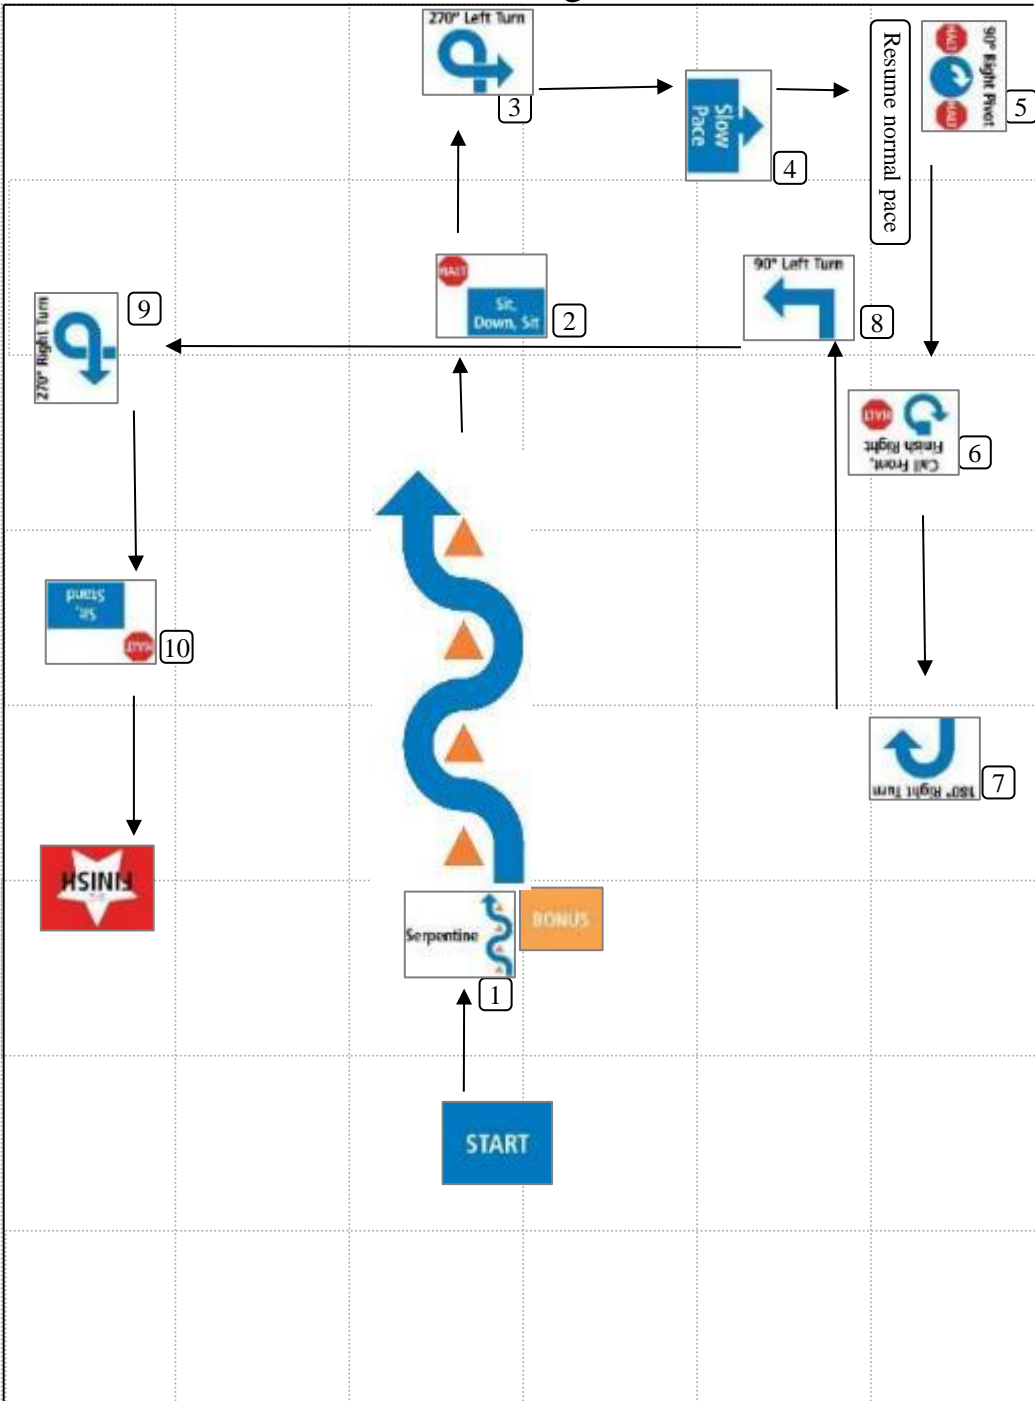 270° Left Turn
3
Slow
Pace
4
Resume normal pace
HALT
90° Right Pivot
HALT
5
HALT
Sit,
Down, Sit
2
90° Left Turn
8
270° Right Turn
9
HALT
Call Front,
Finish Right
6
HALT
Sit,
Stand
10
180° Right Turn
7
FINISH
Serpentine
BONUS
1
START